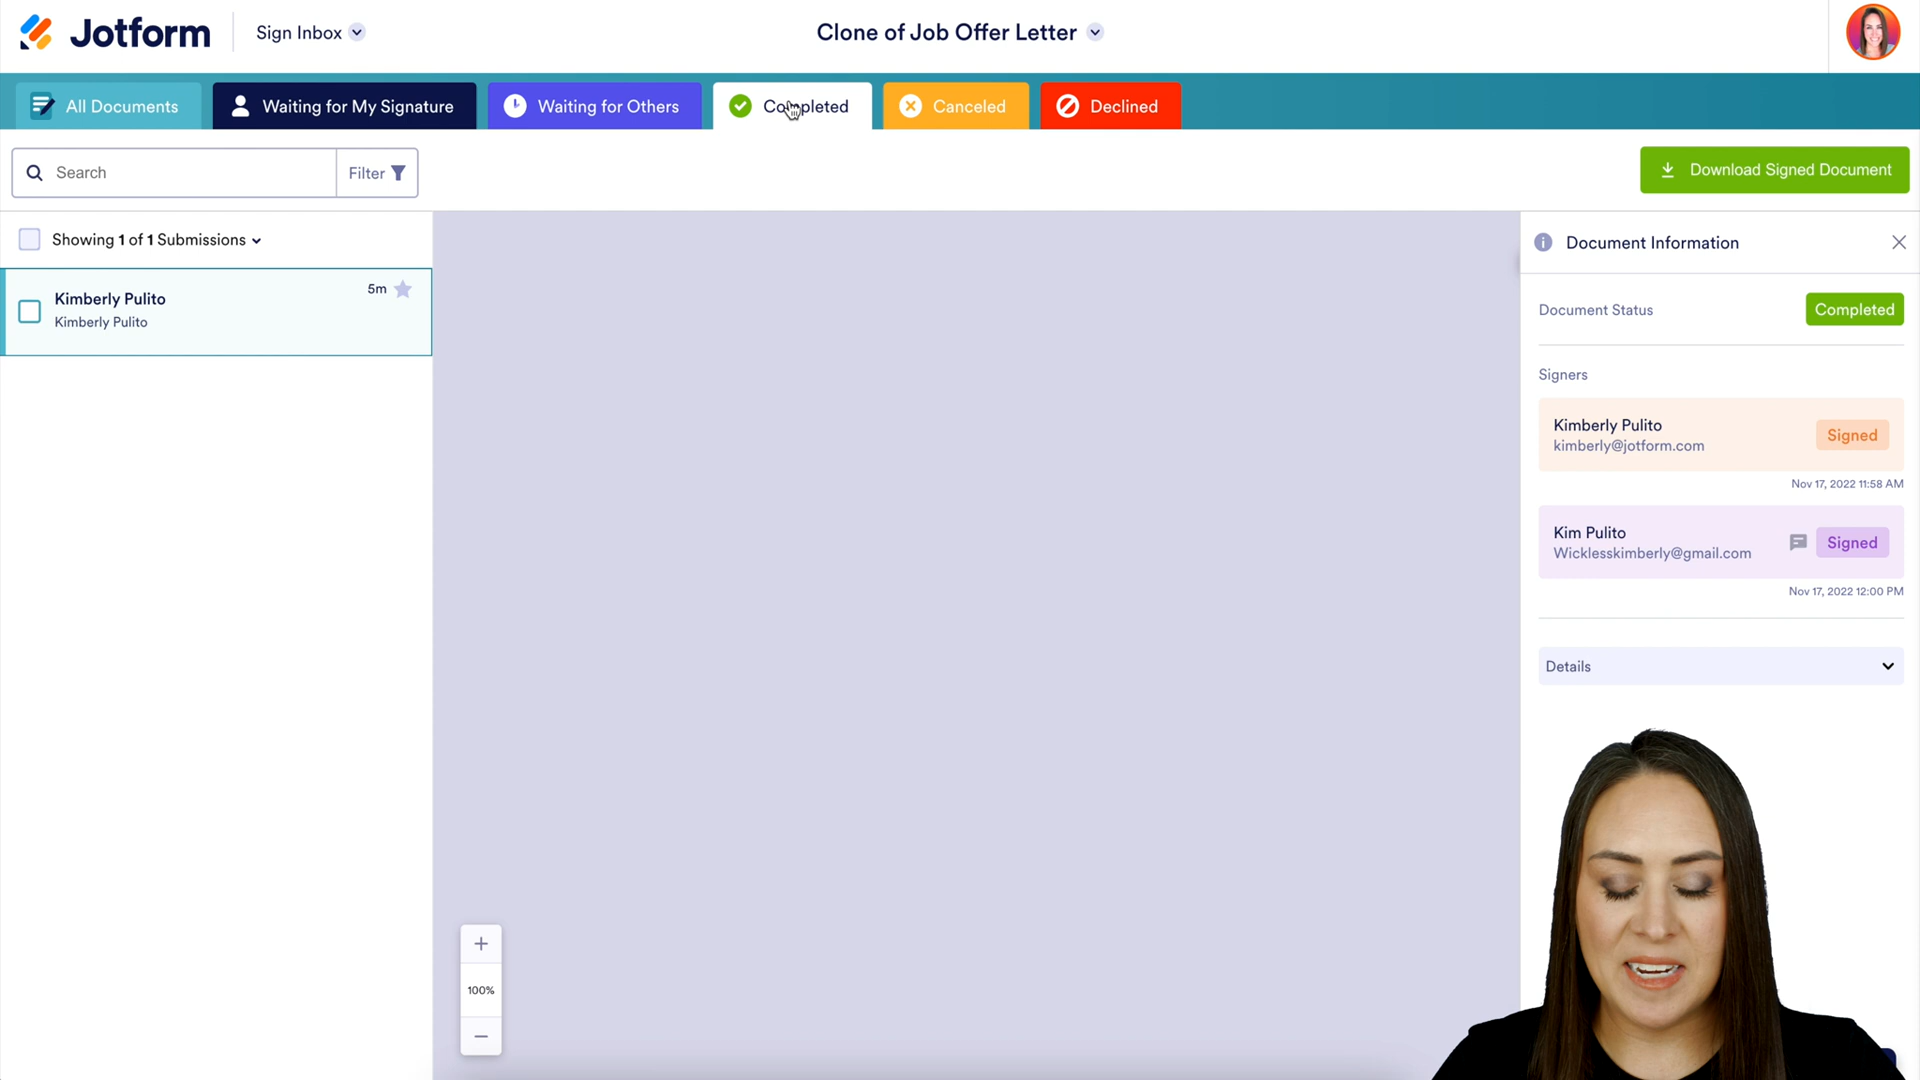 Jotform
Sign Inbox
Clone of Job Offer Letter
All Documents
Waiting for My Signature
Waiting for Others
Completed
Canceled
Declined
Search
Filter
Download Signed Document
Showing 1 of 1 Submissions
Kimberly Pulito
5m
Kimberly Pulito
100%
Document Information
Document Status
Completed
Signers
Kimberly Pulito
kimberly@jotform.com
Signed
Nov 17, 2022 11:58 AM
Kim Pulito
Wicklesskimberly@gmail.com
Signed
Nov 17, 2022 12:00 PM
Details